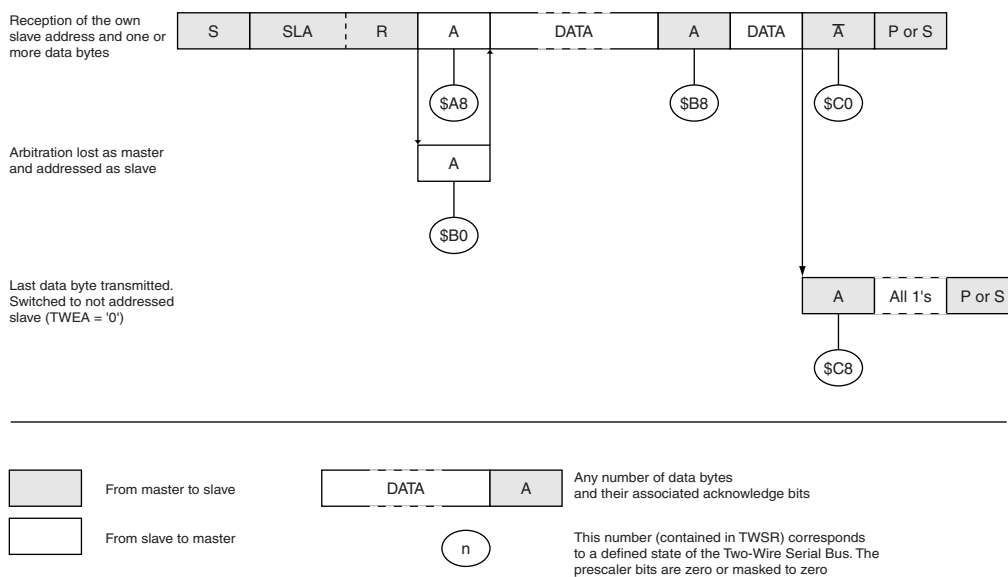 Reception of the own
slave address and one or
more data bytes
S SLA R A DATA A DATA A̅ P or S
$A8 $B8 $C0
Arbitration lost as master
and addressed as slave
A
$B0
Last data byte transmitted.
Switched to not addressed
slave (TWEA = '0')
A All 1's P or S
$C8
From master to slave
From slave to master
DATA A
Any number of data bytes
and their associated acknowledge bits
n
This number (contained in TWSR) corresponds
to a defined state of the Two-Wire Serial Bus. The
prescaler bits are zero or masked to zero